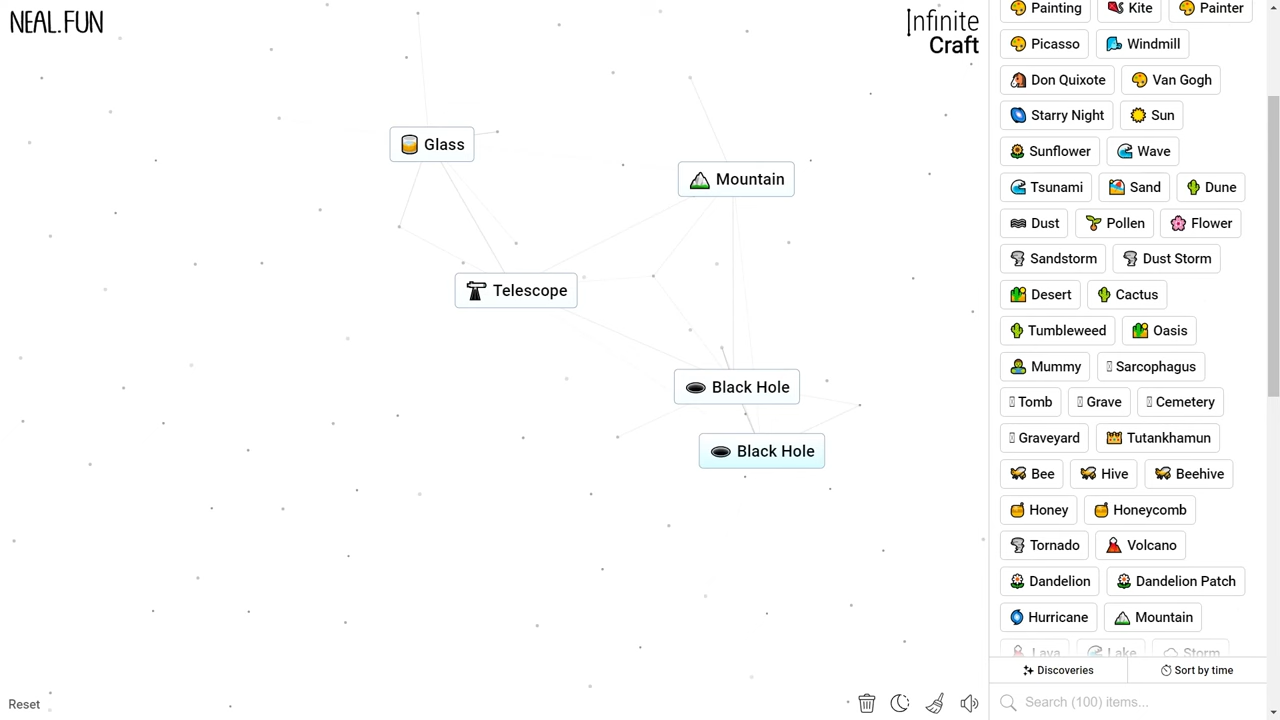 NEAL.FUN
Infinite Craft
Glass
Mountain
Telescope
Black Hole
Black Hole
Reset
Painting Kite Painter
Picasso Windmill
Don Quixote Van Gogh
Starry Night Sun
Sunflower Wave
Tsunami Sand Dune
Dust Pollen Flower
Sandstorm Dust Storm
Desert Cactus
Tumbleweed Oasis
Mummy Sarcophagus
Tomb Grave Cemetery
Graveyard Tutankhamun
Bee Hive Beehive
Honey Honeycomb
Tornado Volcano
Dandelion Dandelion Patch
Hurricane Mountain
Lava Lake Storm
Discoveries Sort by time
Search (100) items...